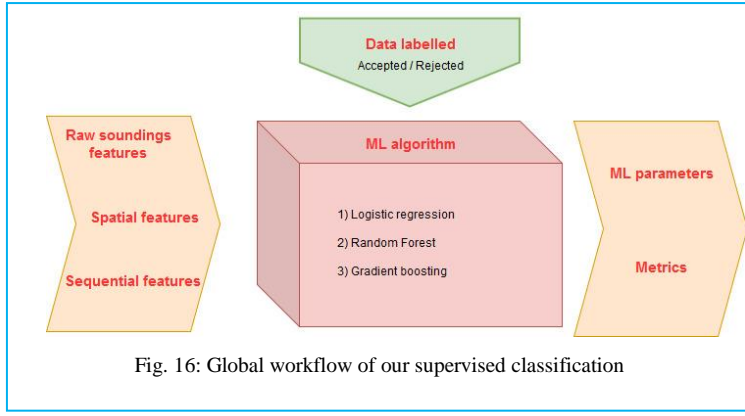 Data labelled
Accepted / Rejected
Raw soundings
features
Spatial features
Sequential features
ML algorithm
1) Logistic regression
2) Random Forest
3) Gradient boosting
ML parameters
Metrics
Fig. 16: Global workflow of our supervised classification